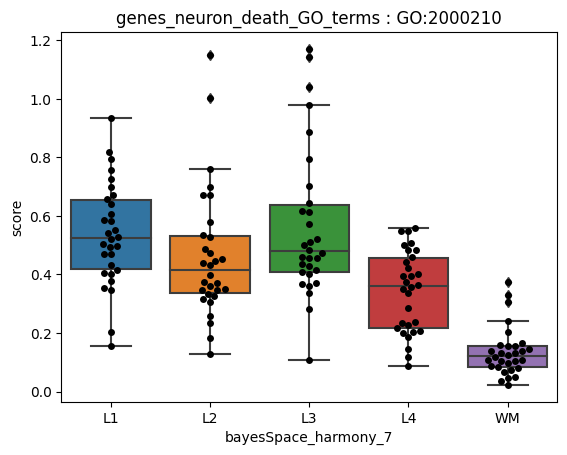 genes_neuron_death_GO_terms : GO:2000210
1.2
1.0
0.8
0.6
0.4
0.2
0.0
score
L1 L2 L3 L4 WM
bayesSpace_harmony_7